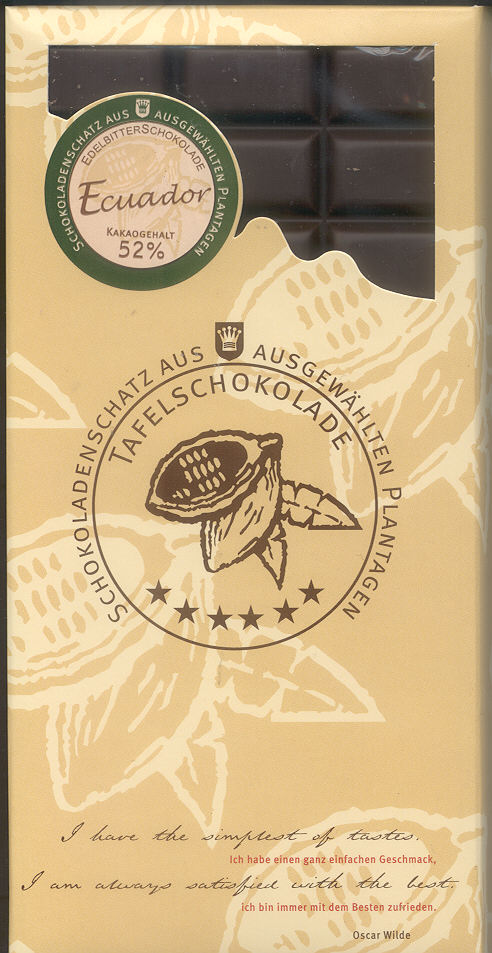 SCHOKOLADENSCHATZ AUS AUSGEWÄHLTEN PLANTAGEN
EDELBITTERSCHOKOLADE
Ecuador
KAKAOGEHALT
52%
SCHOKOLADENSCHATZ AUS AUSGEWÄHLTEN PLANTAGEN
TAFELSCHOKOLADE
I have the simplest of tastes.
Ich habe einen ganz einfachen Geschmack,
I am always satisfied with the best.
ich bin immer mit dem Besten zufrieden.
Oscar Wilde